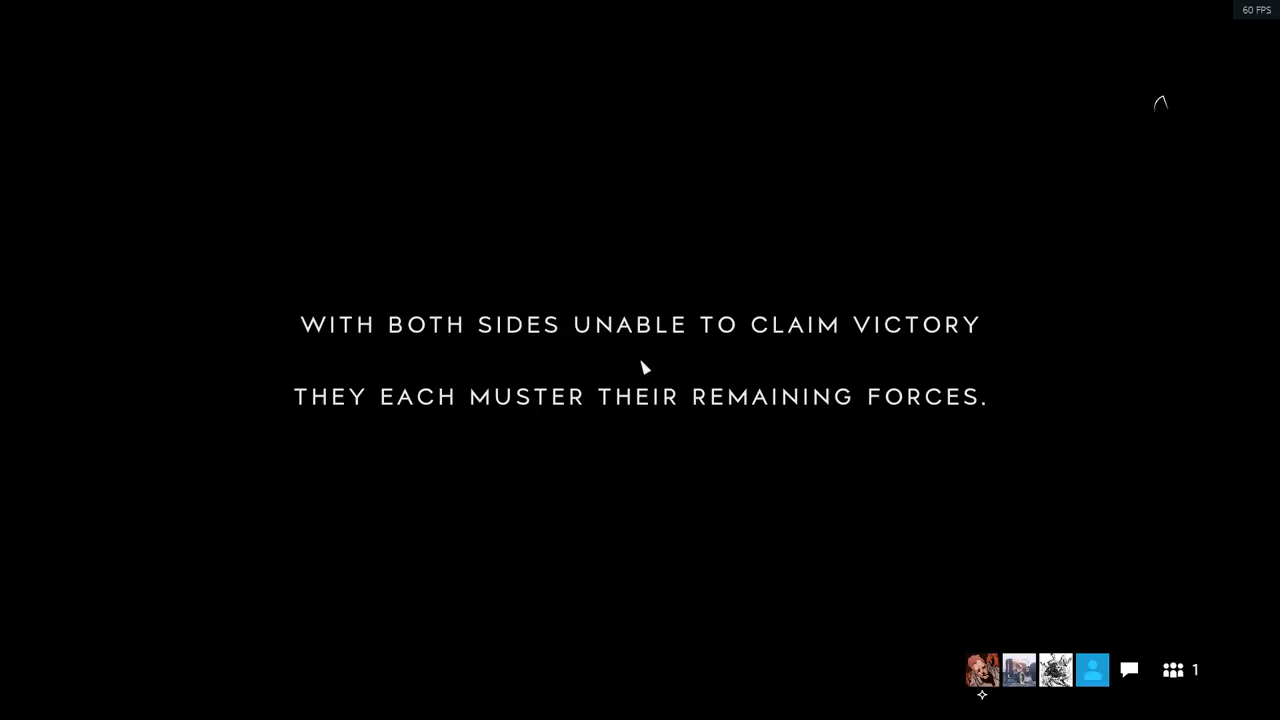 60 FPS
WITH BOTH SIDES UNABLE TO CLAIM VICTORY
THEY EACH MUSTER THEIR REMAINING FORCES.
1